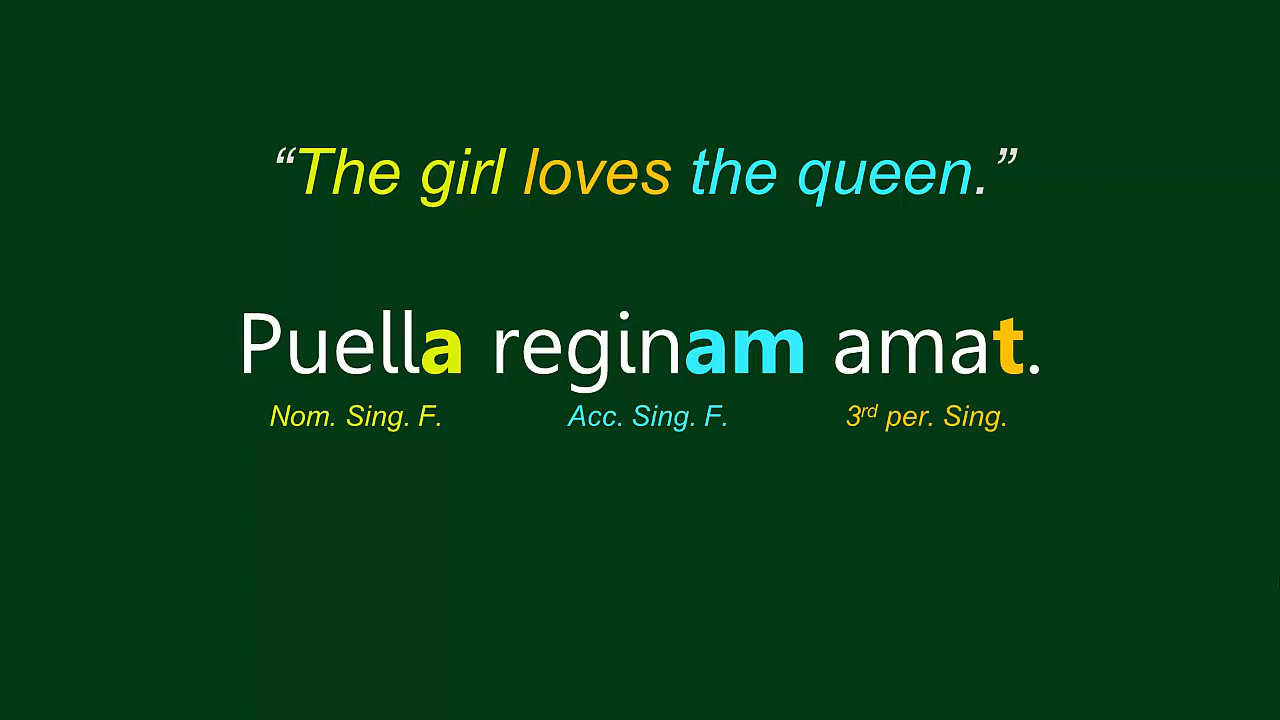 “The girl loves the queen.”
Puella reginam amat.
Nom. Sing. F. Acc. Sing. F. 3rd per. Sing.